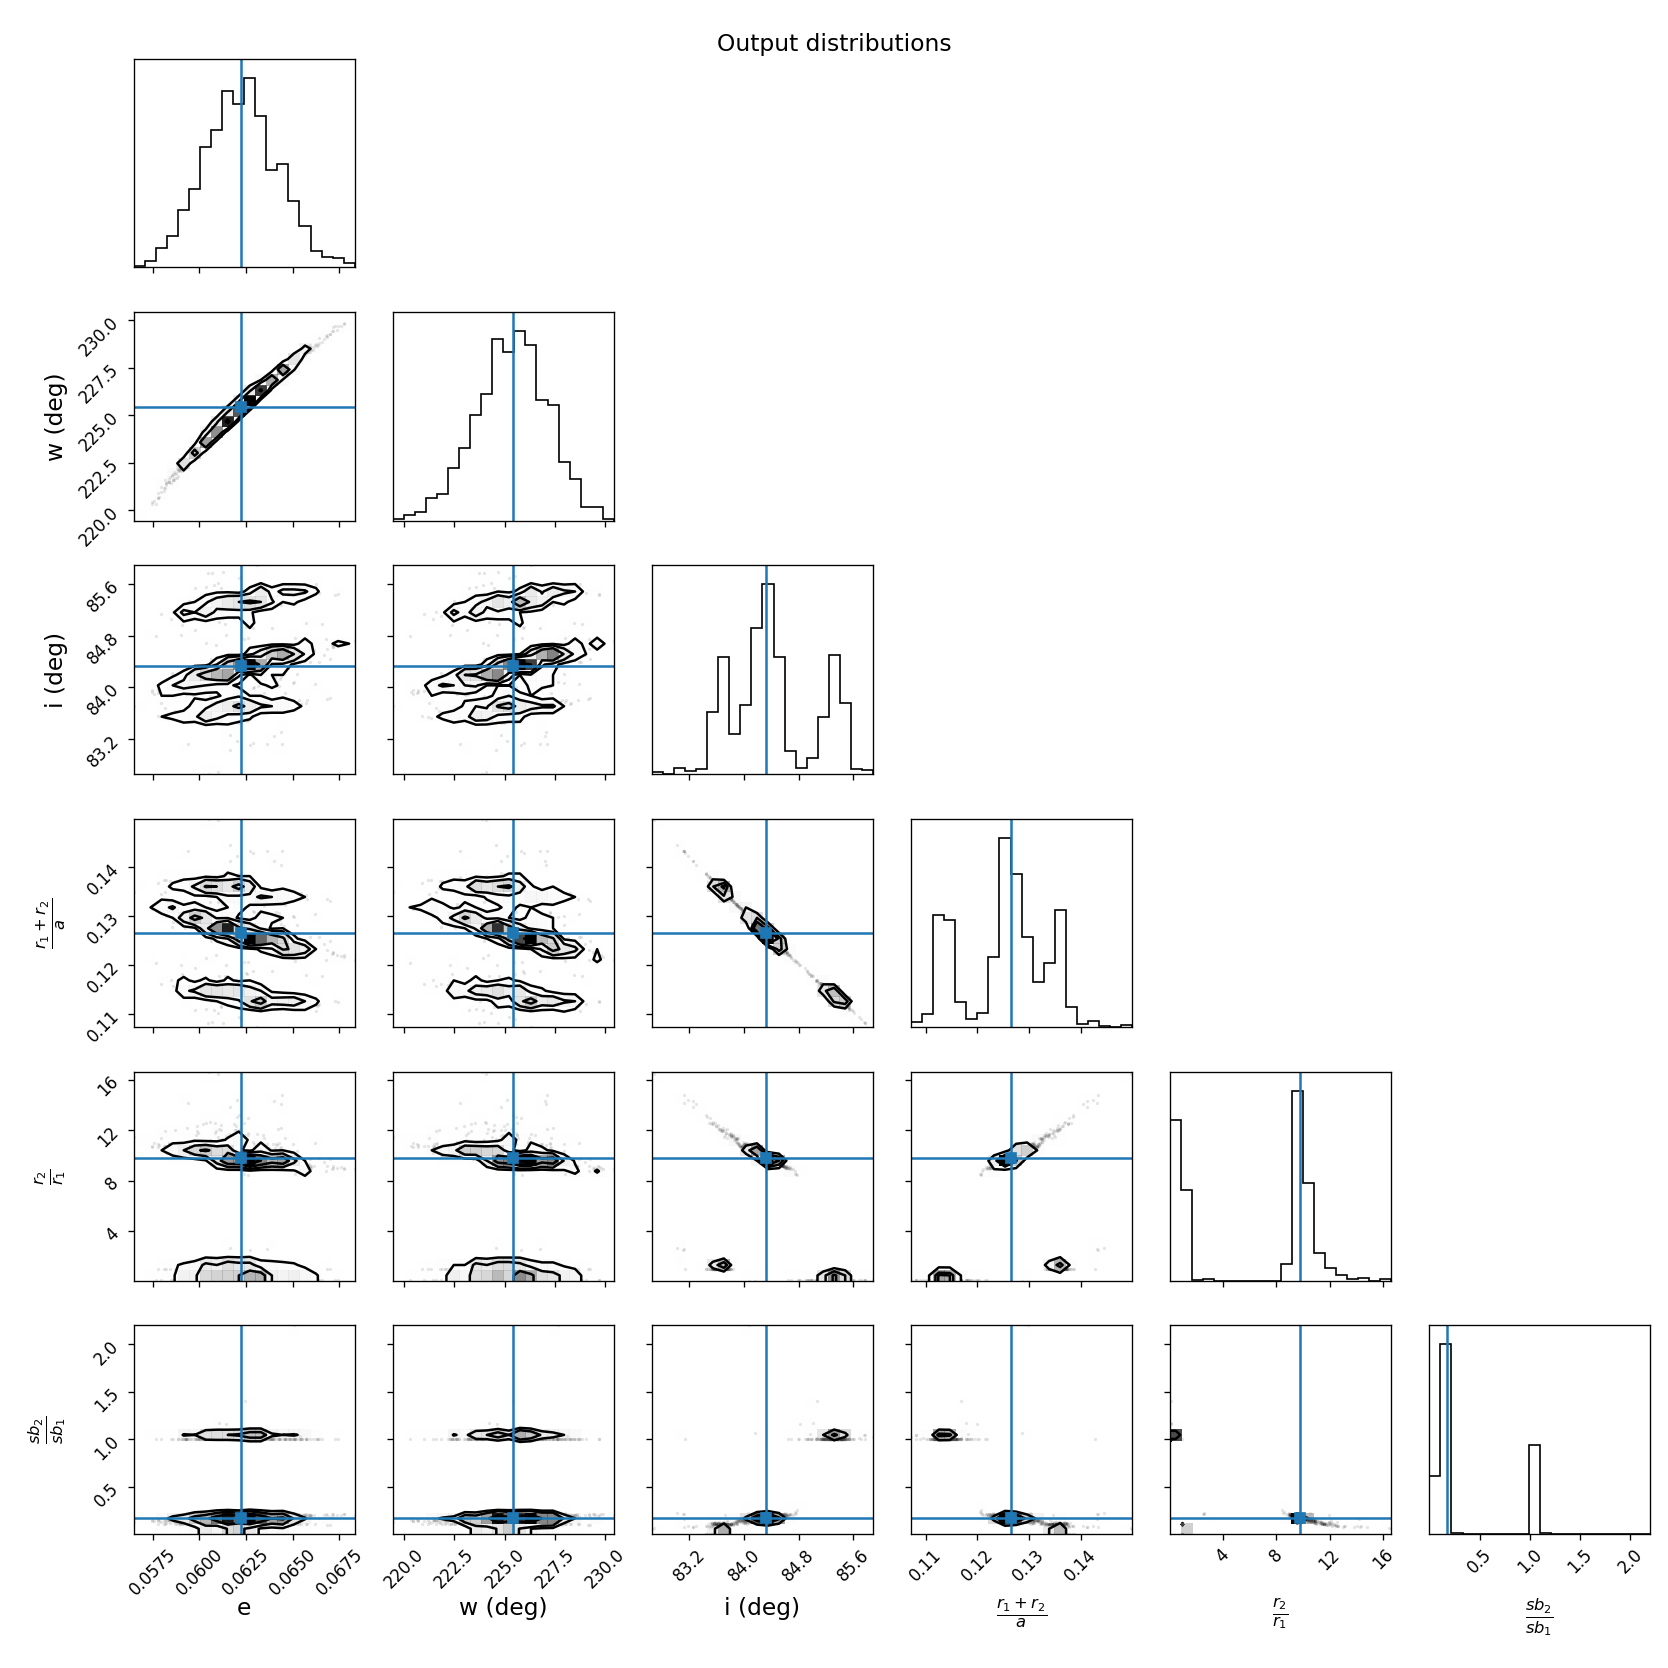 Output distributions
w (deg)
230.0
227.5
225.0
222.5
220.0
i (deg)
85.6
84.8
84.0
83.2
r₁ + r₂
a
0.14
0.13
0.12
0.11
r₂
r₁
16
12
8
4
sb₂
sb₁
2.0
1.5
1.0
0.5
0.0575 0.0600 0.0625 0.0650 0.0675
220.0 222.5 225.0 227.5 230.0
83.2 84.0 84.8 85.6
0.11 0.12 0.13 0.14
4 8 12 16
0.5 1.0 1.5 2.0
e
w (deg)
i (deg)
r₁ + r₂
a
r₂
r₁
sb₂
sb₁